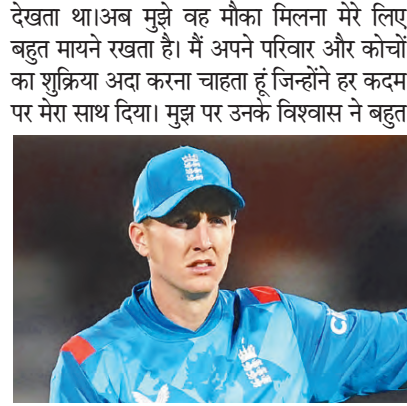 देखता था।अब मुझे वह मौका मिलना मेरे लिए
बहुत मायने रखता है। मैं अपने परिवार और कोचों
का शुक्रिया अदा करना चाहता हूं जिन्होंने हर कदम
पर मेरा साथ दिया। मुझ पर उनके विश्वास ने बहुत